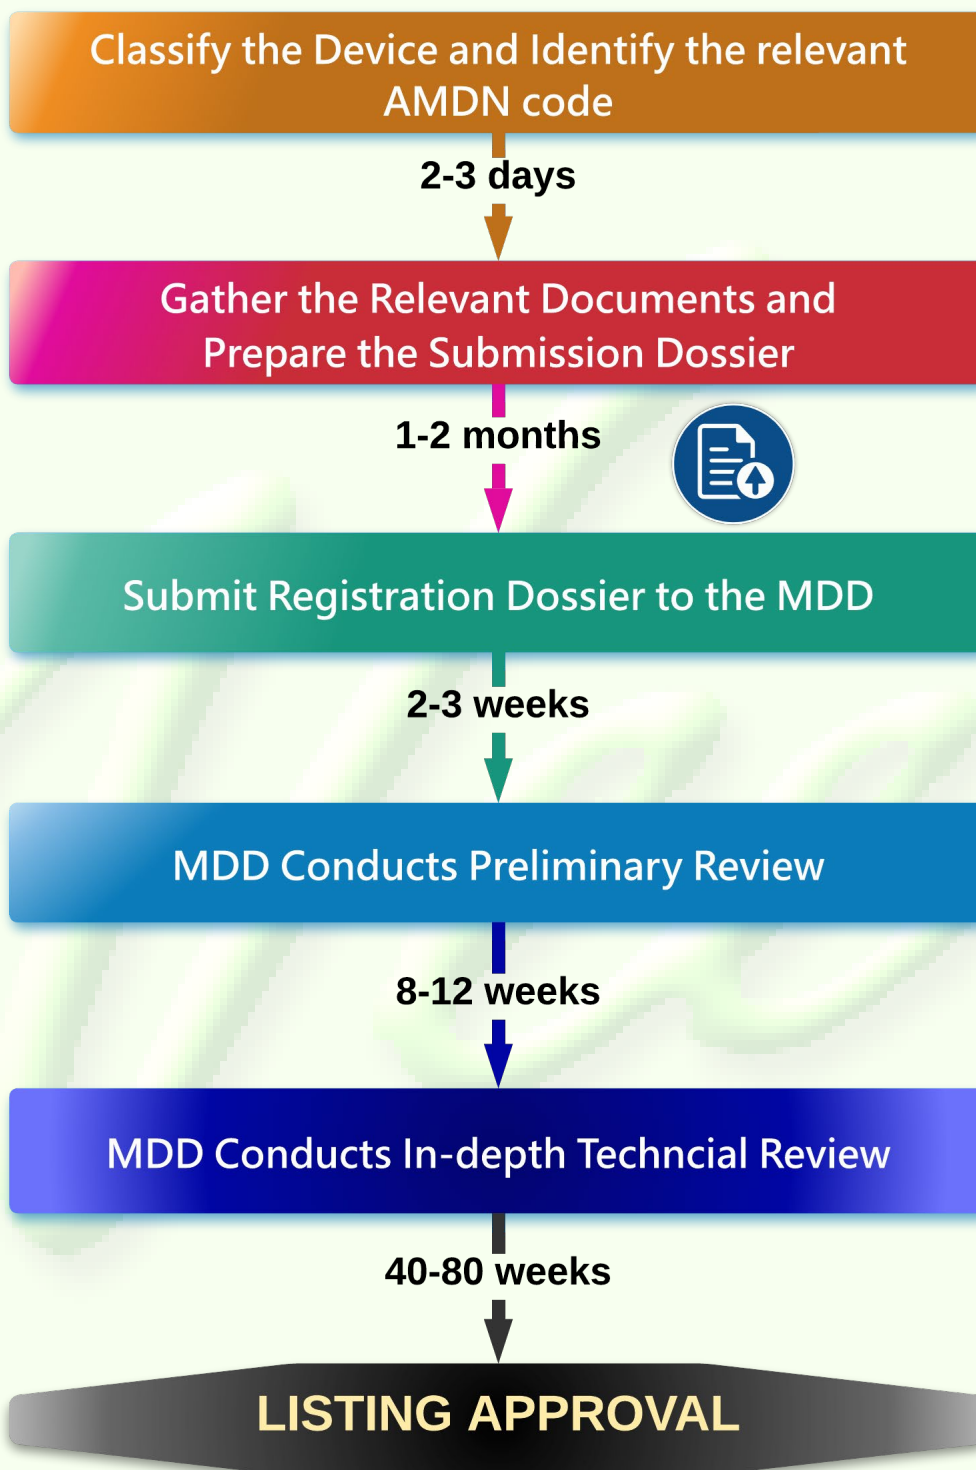 Classify the Device and Identify the relevant
AMDN code
2-3 days
Gather the Relevant Documents and
Prepare the Submission Dossier
1-2 months
Submit Registration Dossier to the MDD
2-3 weeks
MDD Conducts Preliminary Review
8-12 weeks
MDD Conducts In-depth Techncial Review
40-80 weeks
LISTING APPROVAL